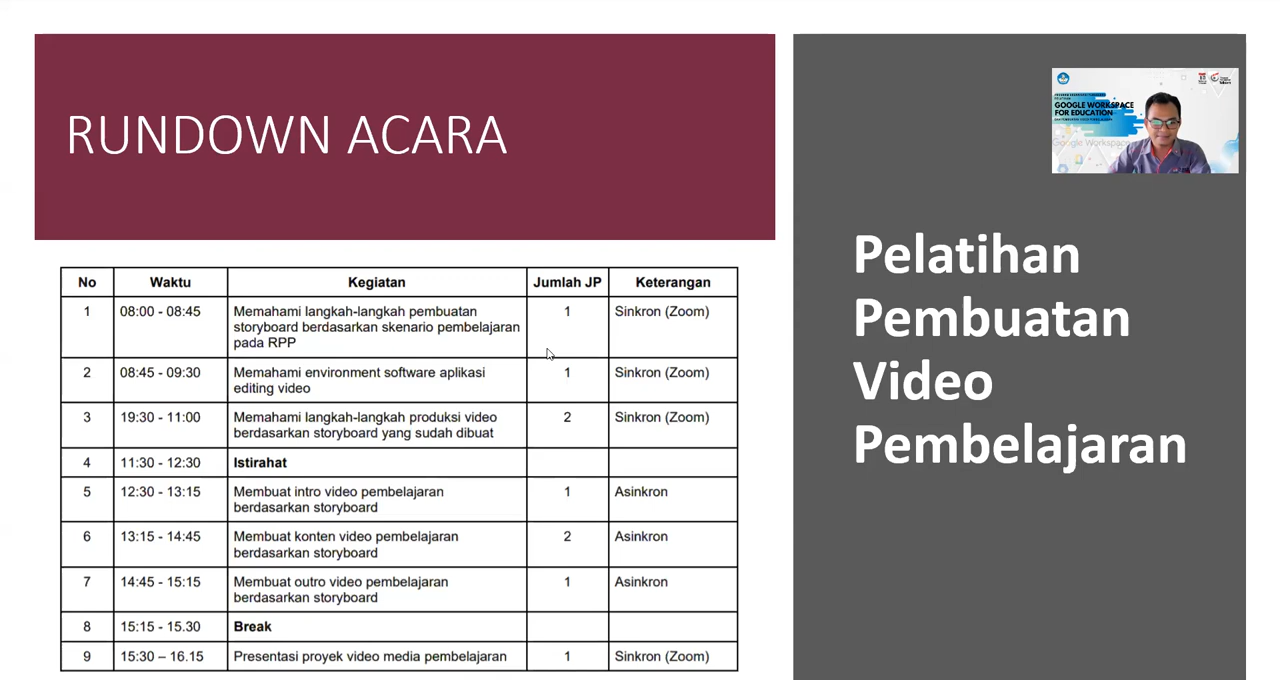 RUNDOWN ACARA
GOOGLE WORKSPACE
FOR EDUCATION
Google Workspace
Pelatihan
Pembuatan
Video
Pembelajaran
No Waktu Kegiatan Jumlah JP Keterangan
1 08:00 - 08:45 Memahami langkah-langkah pembuatan 1 Sinkron (Zoom)
storyboard berdasarkan skenario pembelajaran
pada RPP
2 08:45 - 09:30 Memahami environment software aplikasi 1 Sinkron (Zoom)
editing video
3 19:30 - 11:00 Memahami langkah-langkah produksi video 2 Sinkron (Zoom)
berdasarkan storyboard yang sudah dibuat
4 11:30 - 12:30 Istirahat
5 12:30 - 13:15 Membuat intro video pembelajaran 1 Asinkron
berdasarkan storyboard
6 13:15 - 14:45 Membuat konten video pembelajaran 2 Asinkron
berdasarkan storyboard
7 14:45 - 15:15 Membuat outro video pembelajaran 1 Asinkron
berdasarkan storyboard
8 15:15 - 15.30 Break
9 15:30 – 16.15 Presentasi proyek video media pembelajaran 1 Sinkron (Zoom)